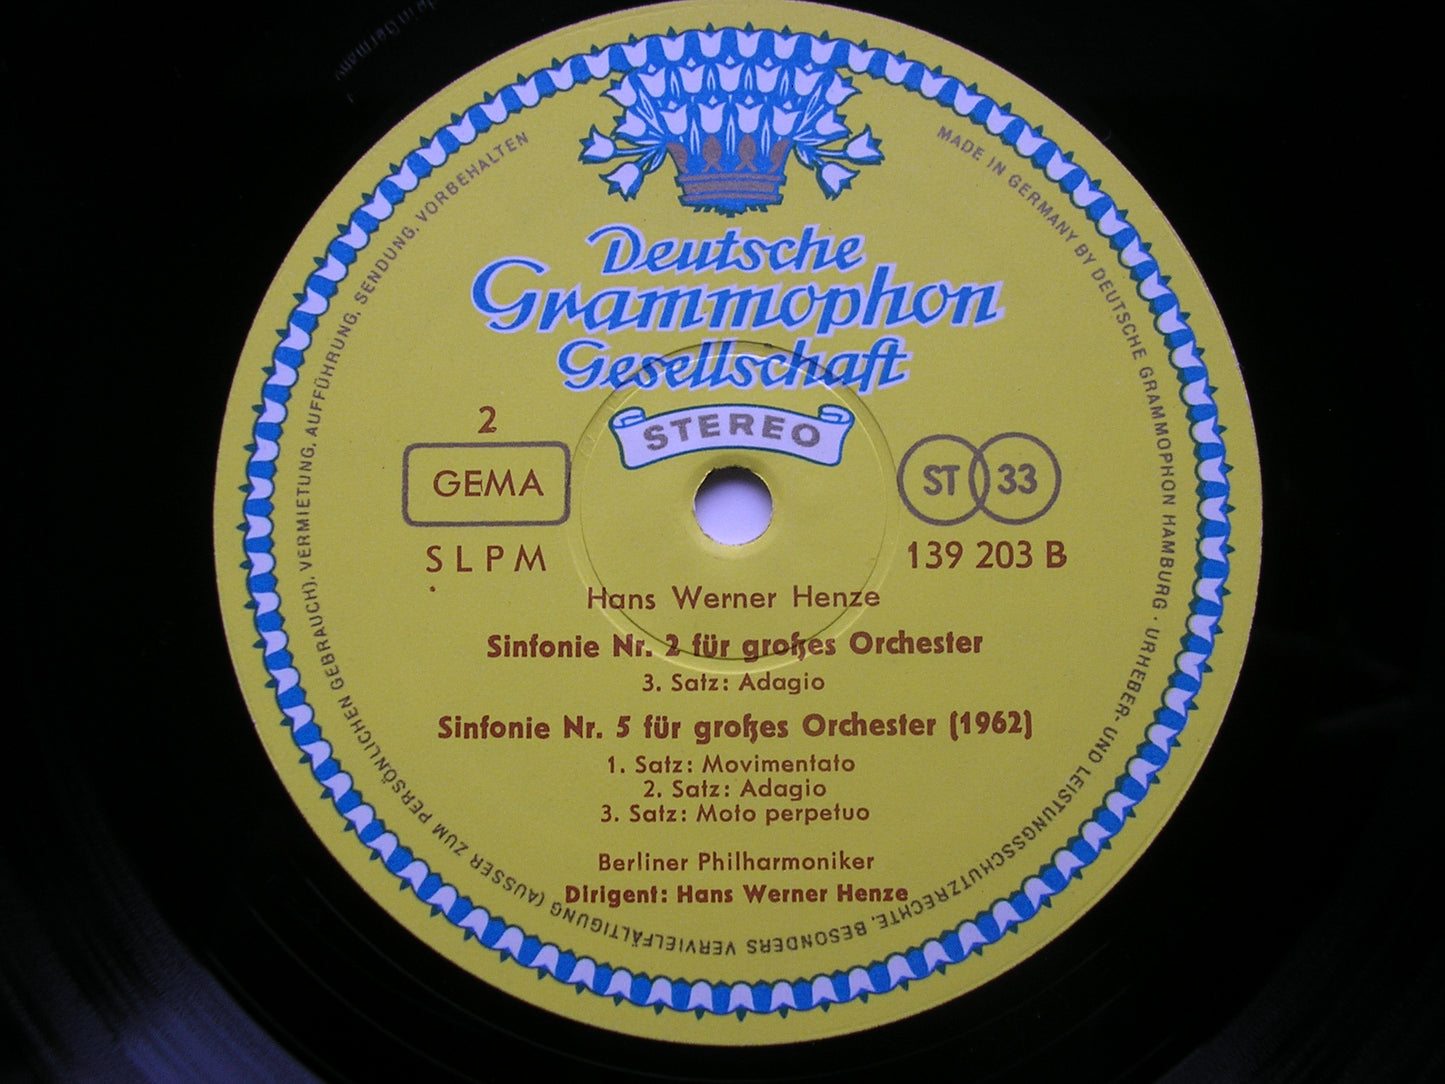 Deutsche
Grammophon
Gesellschaft
STEREO
2
GEMA
ST 33
SLPM
139 203 B
Hans Werner Henze
Sinfonie Nr. 2 für großes Orchester
3. Satz: Adagio
Sinfonie Nr. 5 für großes Orchester (1962)
1. Satz: Movimentato
2. Satz: Adagio
3. Satz: Moto perpetuo
Berliner Philharmoniker
Dirigent: Hans Werner Henze
MADE IN GERMANY BY DEUTSCHE GRAMMOPHON HAMBURG · URHEBER- UND LEISTUNGSSCHUTZRECHTE, BESONDERS VERVIELFÄLTIGUNG (AUSSER ZUM PERSÖNLICHEN GEBRAUCH), VERMIETUNG, AUFFÜHRUNG, SENDUNG, VORBEHALTEN
in Germany